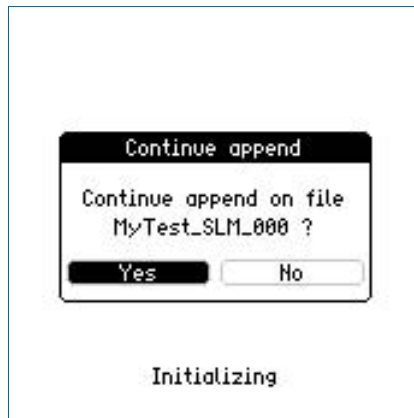 Continue append
Continue append on file
MyTest_SLM_000 ?
Yes
No
Initializing